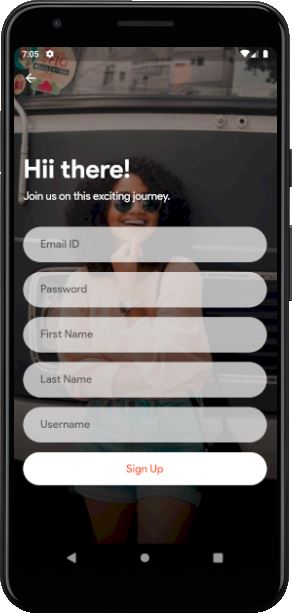 7:05
Hii there!
Join us on this exciting journey.
Email ID
Password
First Name
Last Name
Username
Sign Up